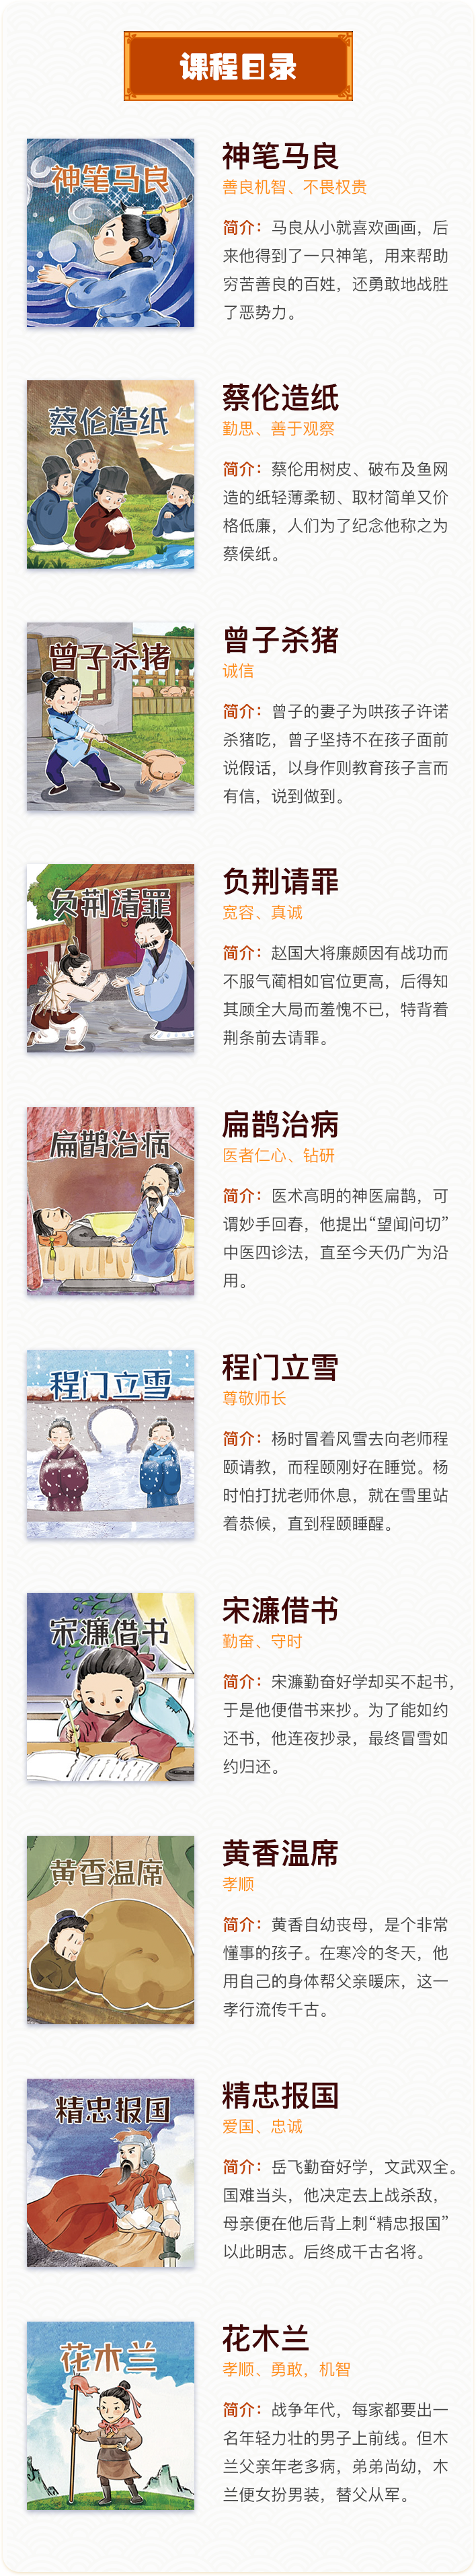 课程目录
神笔马良
神笔马良
善良机智、不畏权贵
简介：马良从小就喜欢画画，后
来他得到了一只神笔，用来帮助
穷苦善良的百姓，还勇敢地战胜
了恶势力。
蔡伦造纸
蔡伦造纸
勤思、善于观察
简介：蔡伦用树皮、破布及鱼网
造的纸轻薄柔韧、取材简单又价
格低廉，人们为了纪念他称之为
蔡侯纸。
曾子杀猪
曾子杀猪
诚信
简介：曾子的妻子为哄孩子许诺
杀猪吃，曾子坚持不在孩子面前
说假话，以身作则教育孩子言而
有信，说到做到。
负荆请罪
负荆请罪
宽容、真诚
简介：赵国大将廉颇因有战功而
不服气蔺相如官位更高，后得知
其顾全大局而羞愧不已，特背着
荆条前去请罪。
扁鹊治病
扁鹊治病
医者仁心、钻研
简介：医术高明的神医扁鹊，可
谓妙手回春，他提出“望闻问切”
中医四诊法，直至今天仍广为沿
用。
程门立雪
程门立雪
尊敬师长
简介：杨时冒着风雪去向老师程
颐请教，而程颐刚好在睡觉。杨
时怕打扰老师休息，就在雪里站
着恭候，直到程颐睡醒。
宋濂借书
宋濂借书
勤奋、守时
简介：宋濂勤奋好学却买不起书，
于是他便借书来抄。为了能如约
还书，他连夜抄录，最终冒雪如
约归还。
黄香温席
黄香温席
孝顺
简介：黄香自幼丧母，是个非常
懂事的孩子。在寒冷的冬天，他
用自己的身体帮父亲暖床，这一
孝行流传千古。
精忠报国
精忠报国
爱国、忠诚
简介：岳飞勤奋好学，文武双全。
国难当头，他决定去上战杀敌，
母亲便在他后背上刺“精忠报国”
以此明志。后终成千古名将。
花木兰
花木兰
孝顺、勇敢，机智
简介：战争年代，每家都要出一
名年轻力壮的男子上前线。但木
兰父亲年老多病，弟弟尚幼，木
兰便女扮男装，替父从军。